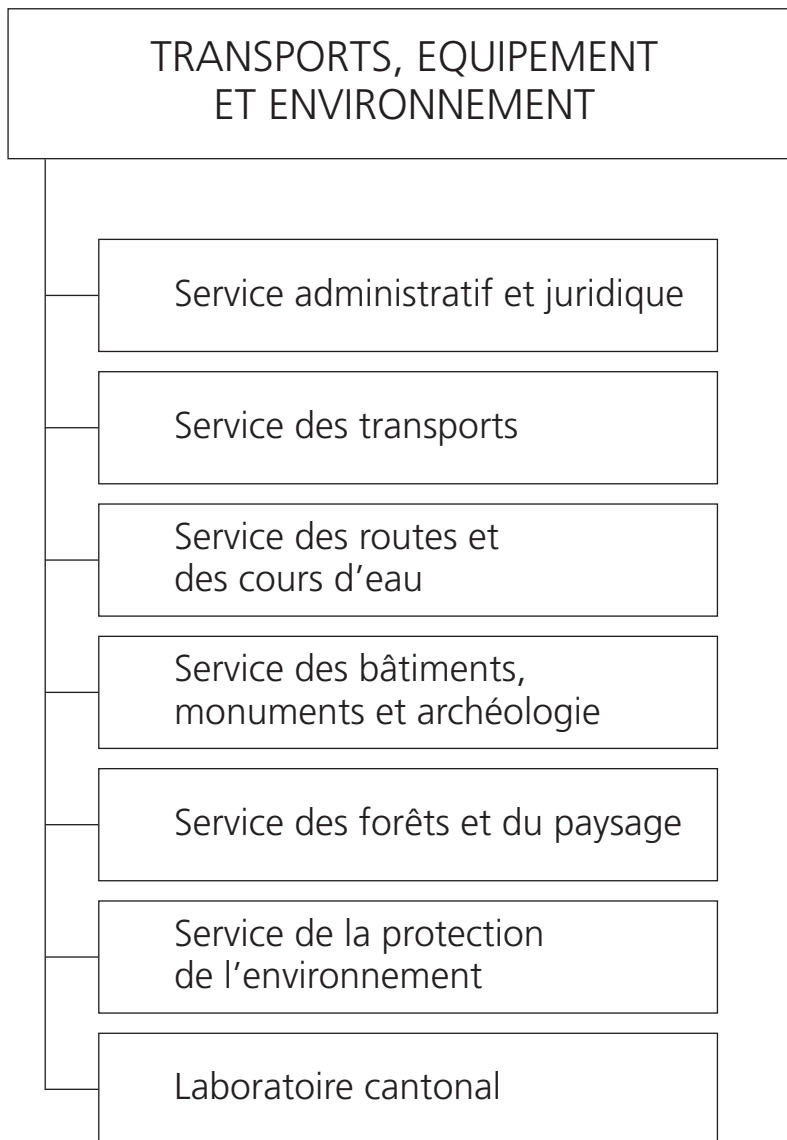 TRANSPORTS, EQUIPEMENT
ET ENVIRONNEMENT
Service administratif et juridique
Service des transports
Service des routes et
des cours d’eau
Service des bâtiments,
monuments et archéologie
Service des forêts et du paysage
Service de la protection
de l’environnement
Laboratoire cantonal